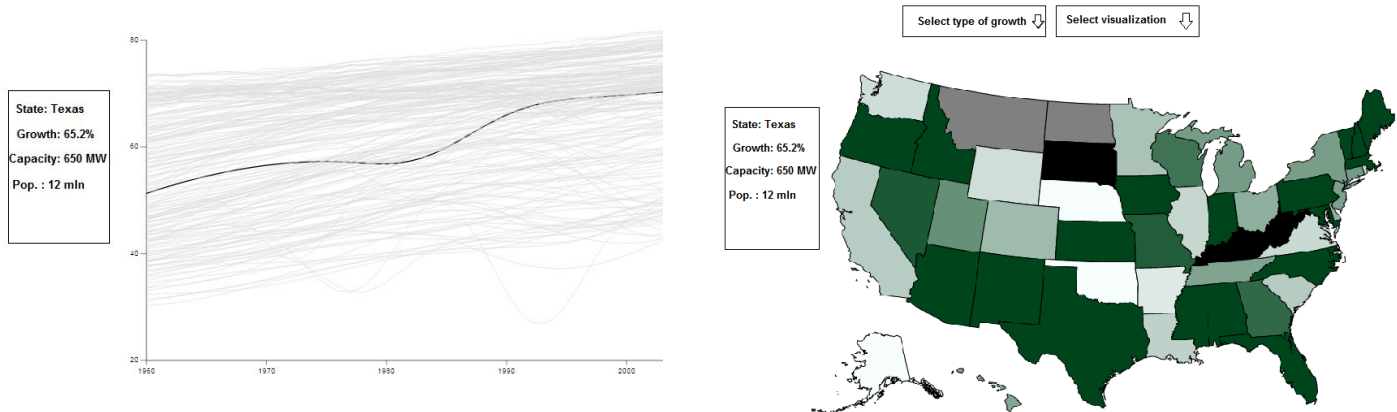 80
60
40
20
1960
1970
1980
1990
2000
State: Texas
Growth: 65.2%
Capacity: 650 MW
Pop. : 12 mln
Select type of growth
Select visualization
State: Texas
Growth: 65.2%
Capacity: 650 MW
Pop. : 12 mln